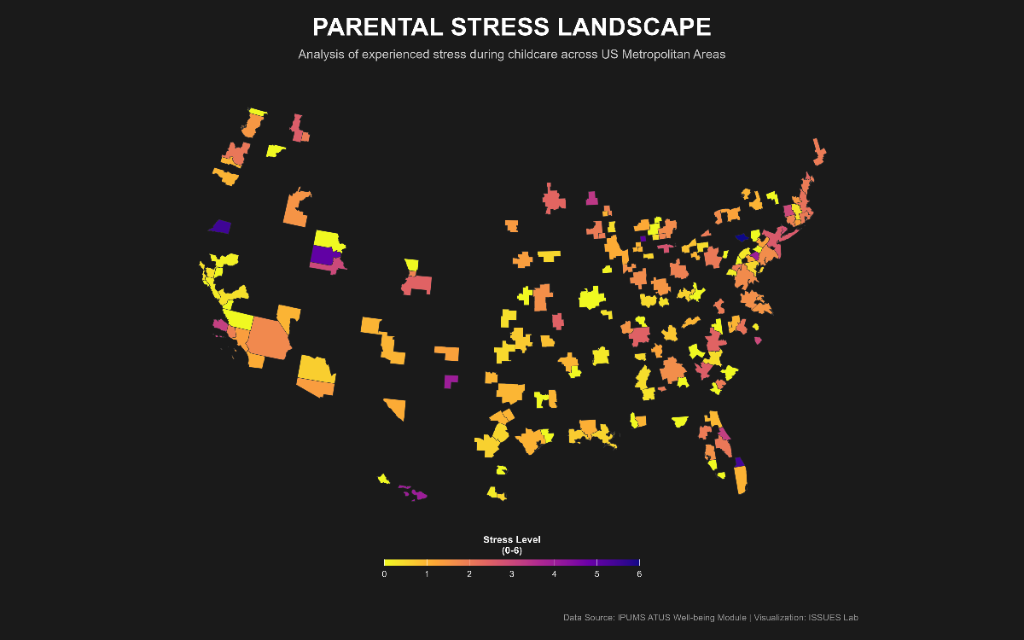 PARENTAL STRESS LANDSCAPE
Analysis of experienced stress during childcare across US Metropolitan Areas
Stress Level
(0-6)
0 1 2 3 4 5 6
Data Source: IPUMS ATUS Well-being Module | Visualization: ISSUES Lab